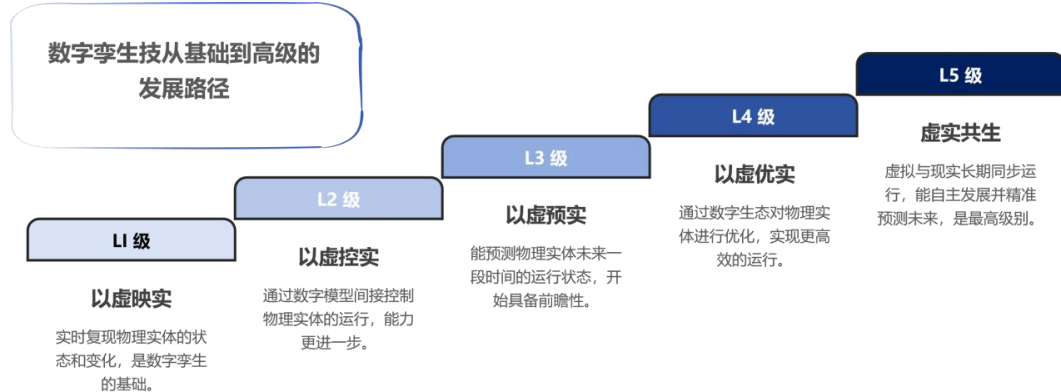 数字孪生技从基础到高级的
发展路径
LI 级
以虚映实
实时复现物理实体的状
态和变化，是数字孪生
的基础。
L2 级
以虚控实
通过数字模型间接控制
物理实体的运行，能力
更进一步。
L3 级
以虚预实
能预测物理实体未来一
段时间的运行状态，开
始具备前瞻性。
L4 级
以虚优实
通过数字生态对物理实
体进行优化，实现更高
效的运行。
L5 级
虚实共生
虚拟与现实长期同步运
行，能自主发展并精准
预测未来，是最高级别。